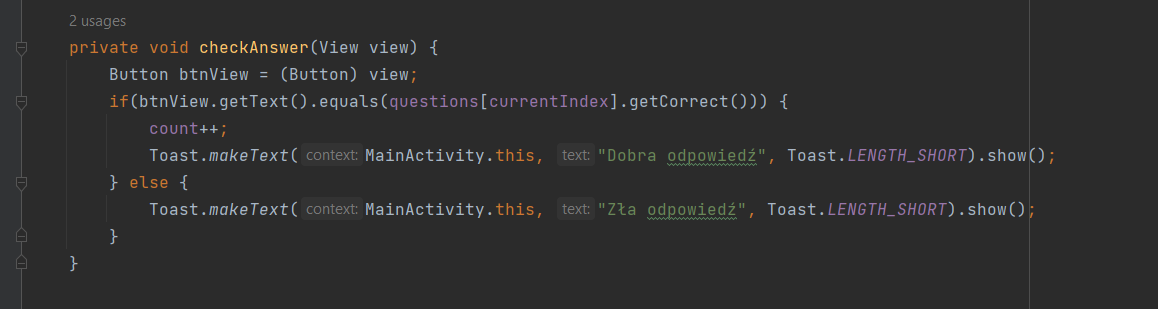 2 usages
private void checkAnswer(View view) {
Button btnView = (Button) view;
if(btnView.getText().equals(questions[currentIndex].getCorrect())) {
count++;
Toast.makeText( context: MainActivity.this, text: "Dobra odpowiedź", Toast.LENGTH_SHORT).show();
} else {
Toast.makeText( context: MainActivity.this, text: "Zła odpowiedź", Toast.LENGTH_SHORT).show();
}
}